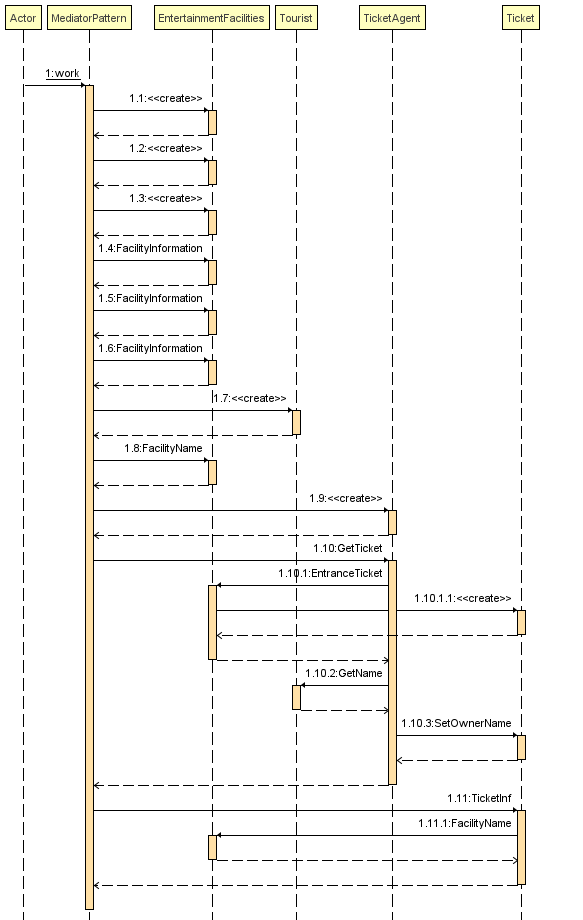 Actor MediatorPattern EntertainmentFacilities Tourist TicketAgent Ticket
1:work
1.1:<<create>>
1.2:<<create>>
1.3:<<create>>
1.4:FacilityInformation
1.5:FacilityInformation
1.6:FacilityInformation
1.7:<<create>>
1.8:FacilityName
1.9:<<create>>
1.10:GetTicket
1.10.1:EntranceTicket
1.10.1.1:<<create>>
1.10.2:GetName
1.10.3:SetOwnerName
1.11:TicketInf
1.11.1:FacilityName